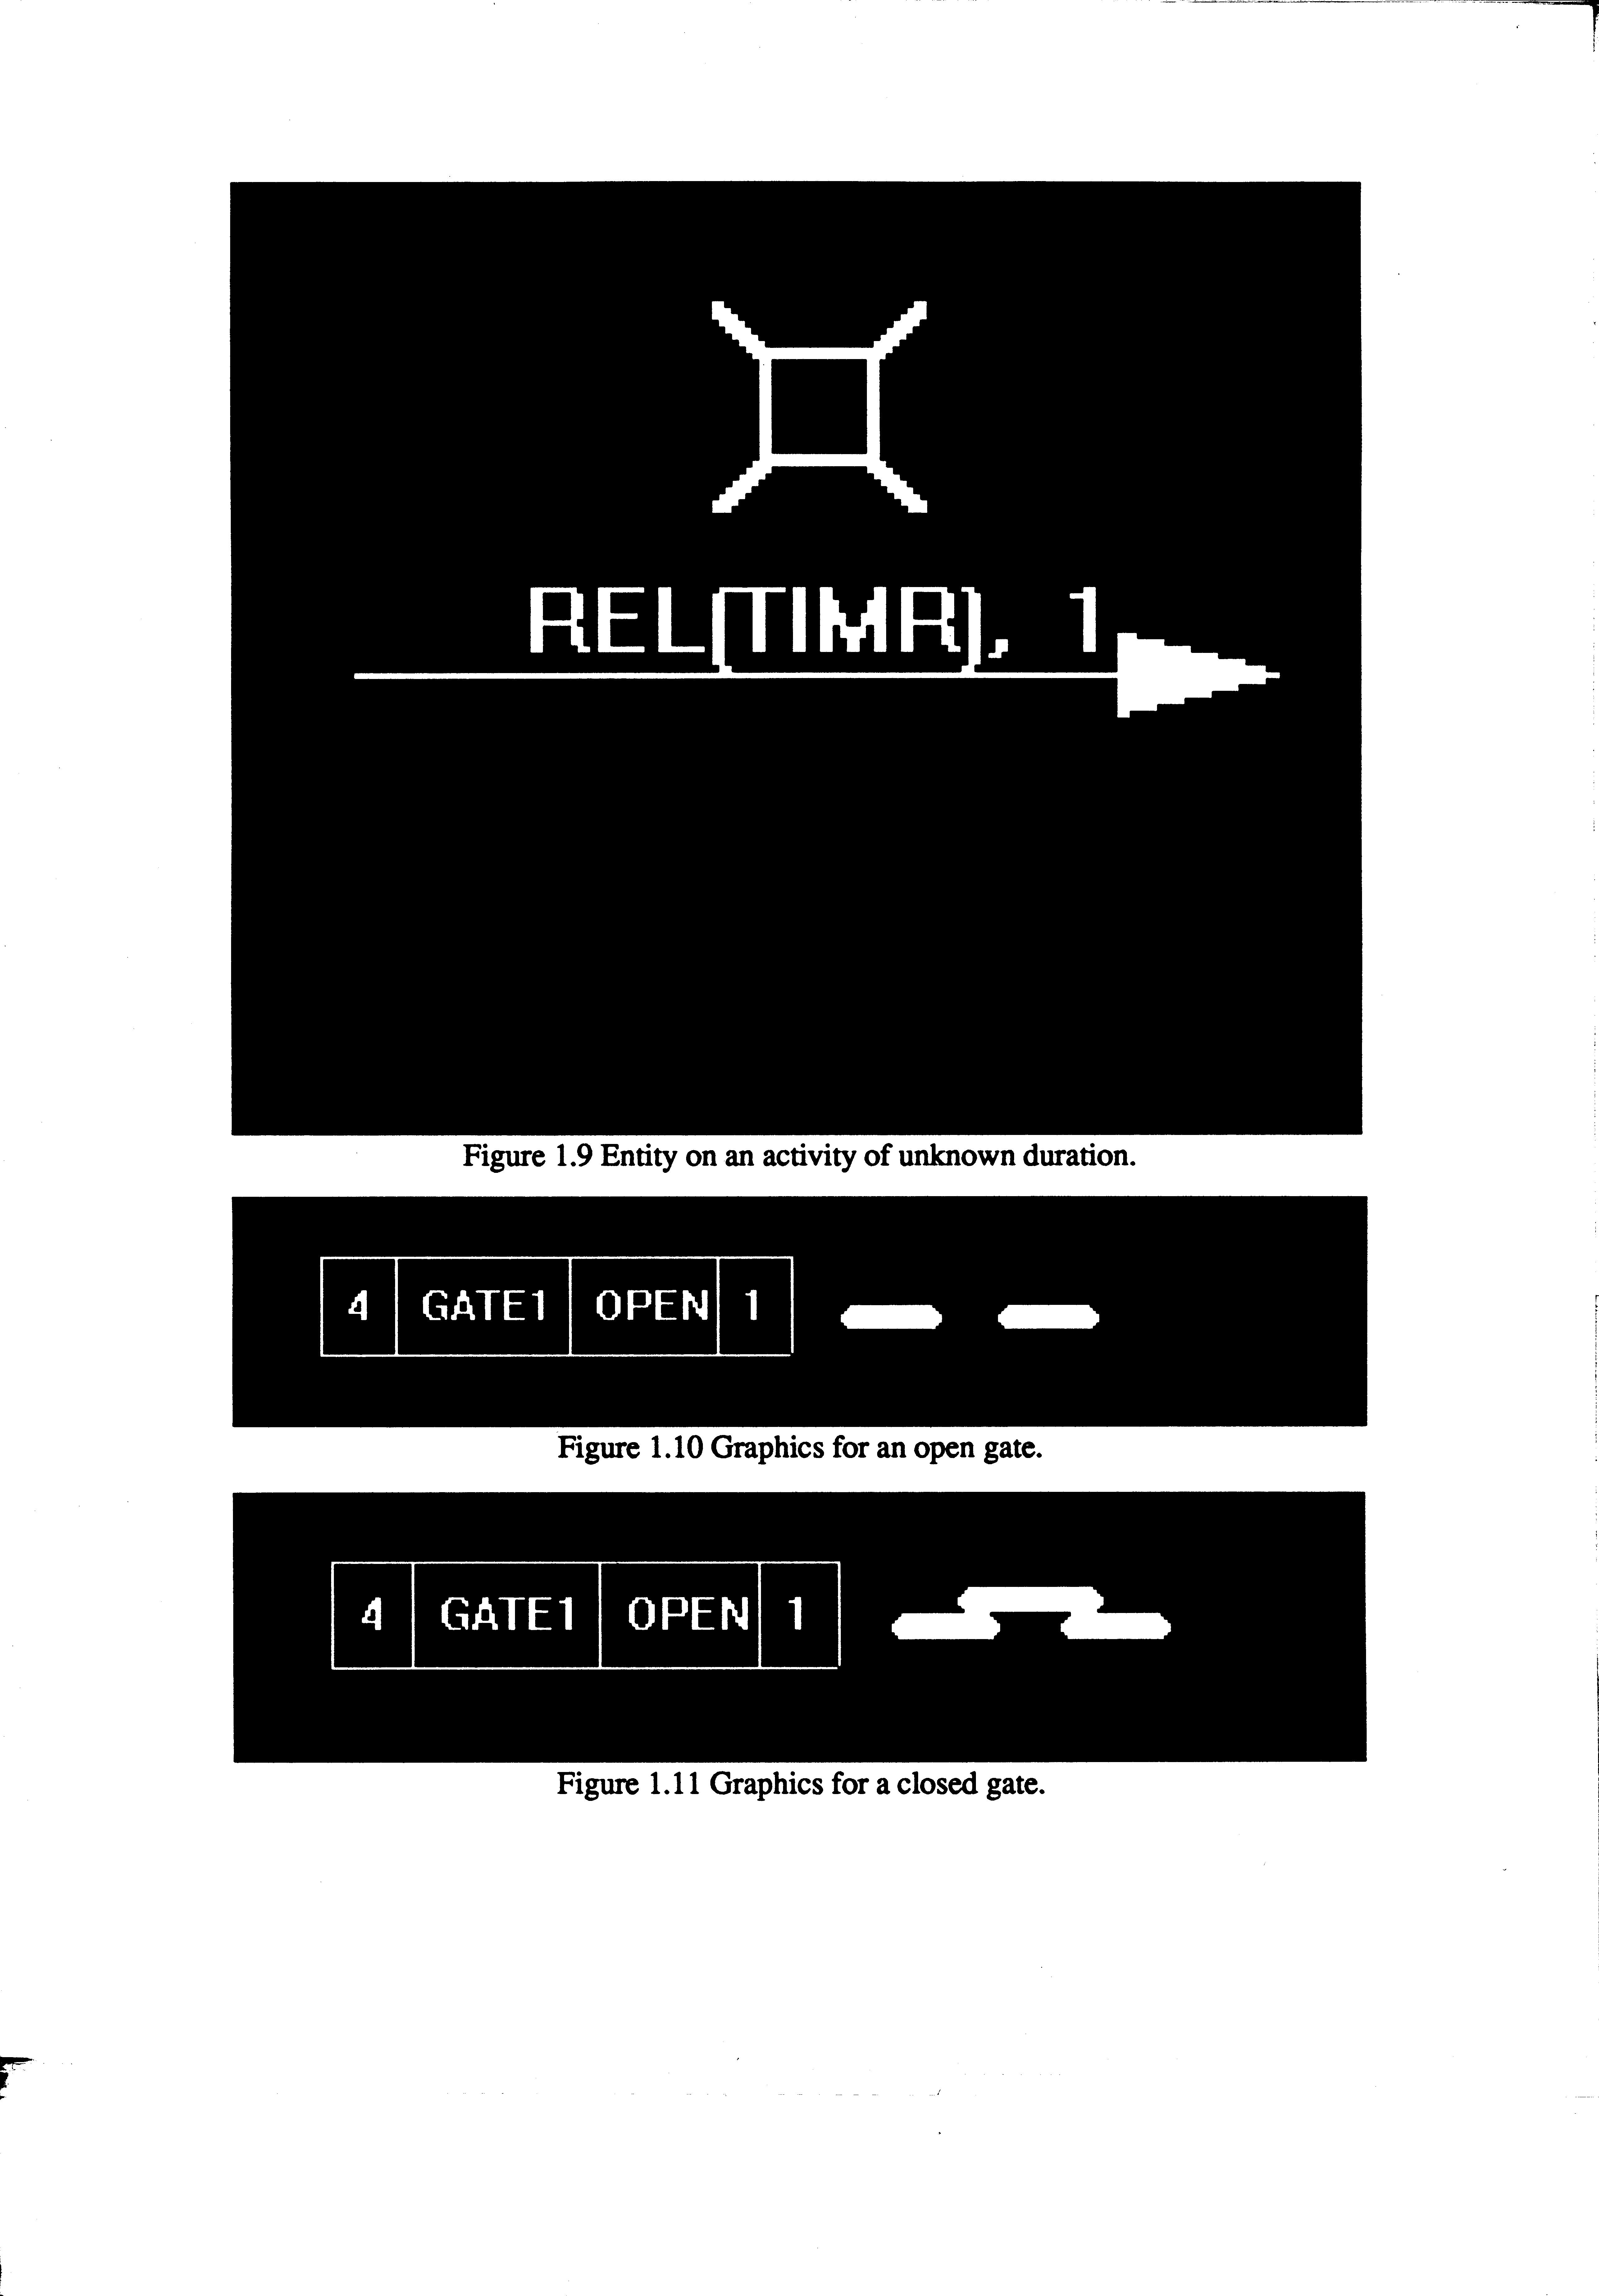 REL(TIMR), 1
Figure 1.9 Entity on an activity of unknown duration.
4 GATE1 OPEN 1
Figure 1.10 Graphics for an open gate.
4 GATE1 OPEN 1
Figure 1.11 Graphics for a closed gate.